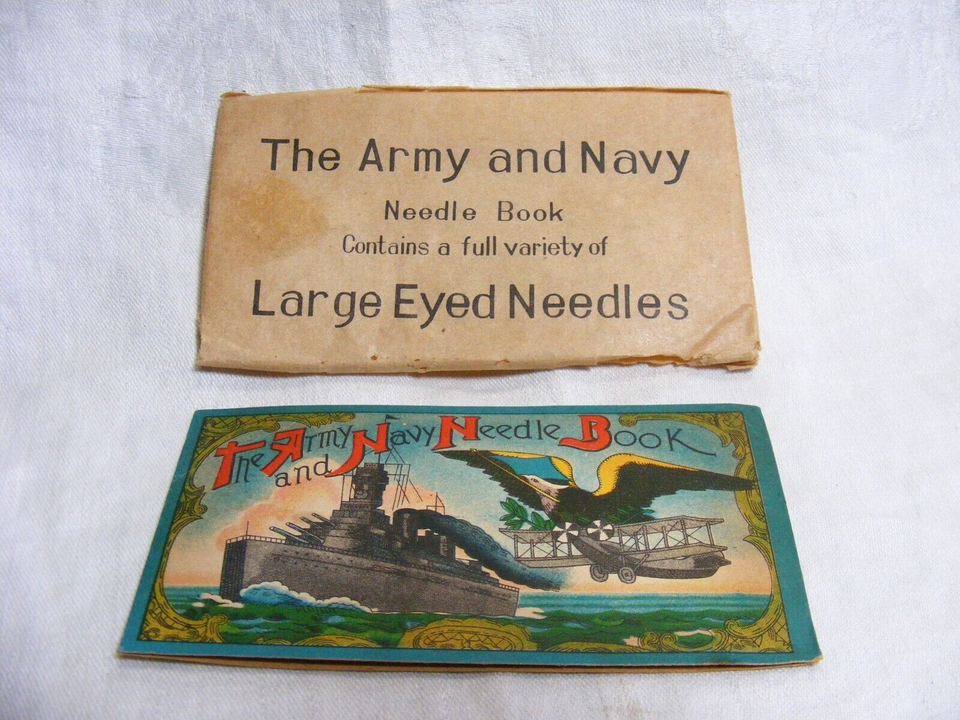 The Army and Navy
Needle Book
Contains a full variety of
Large Eyed Needles
The Army and Navy Needle Book